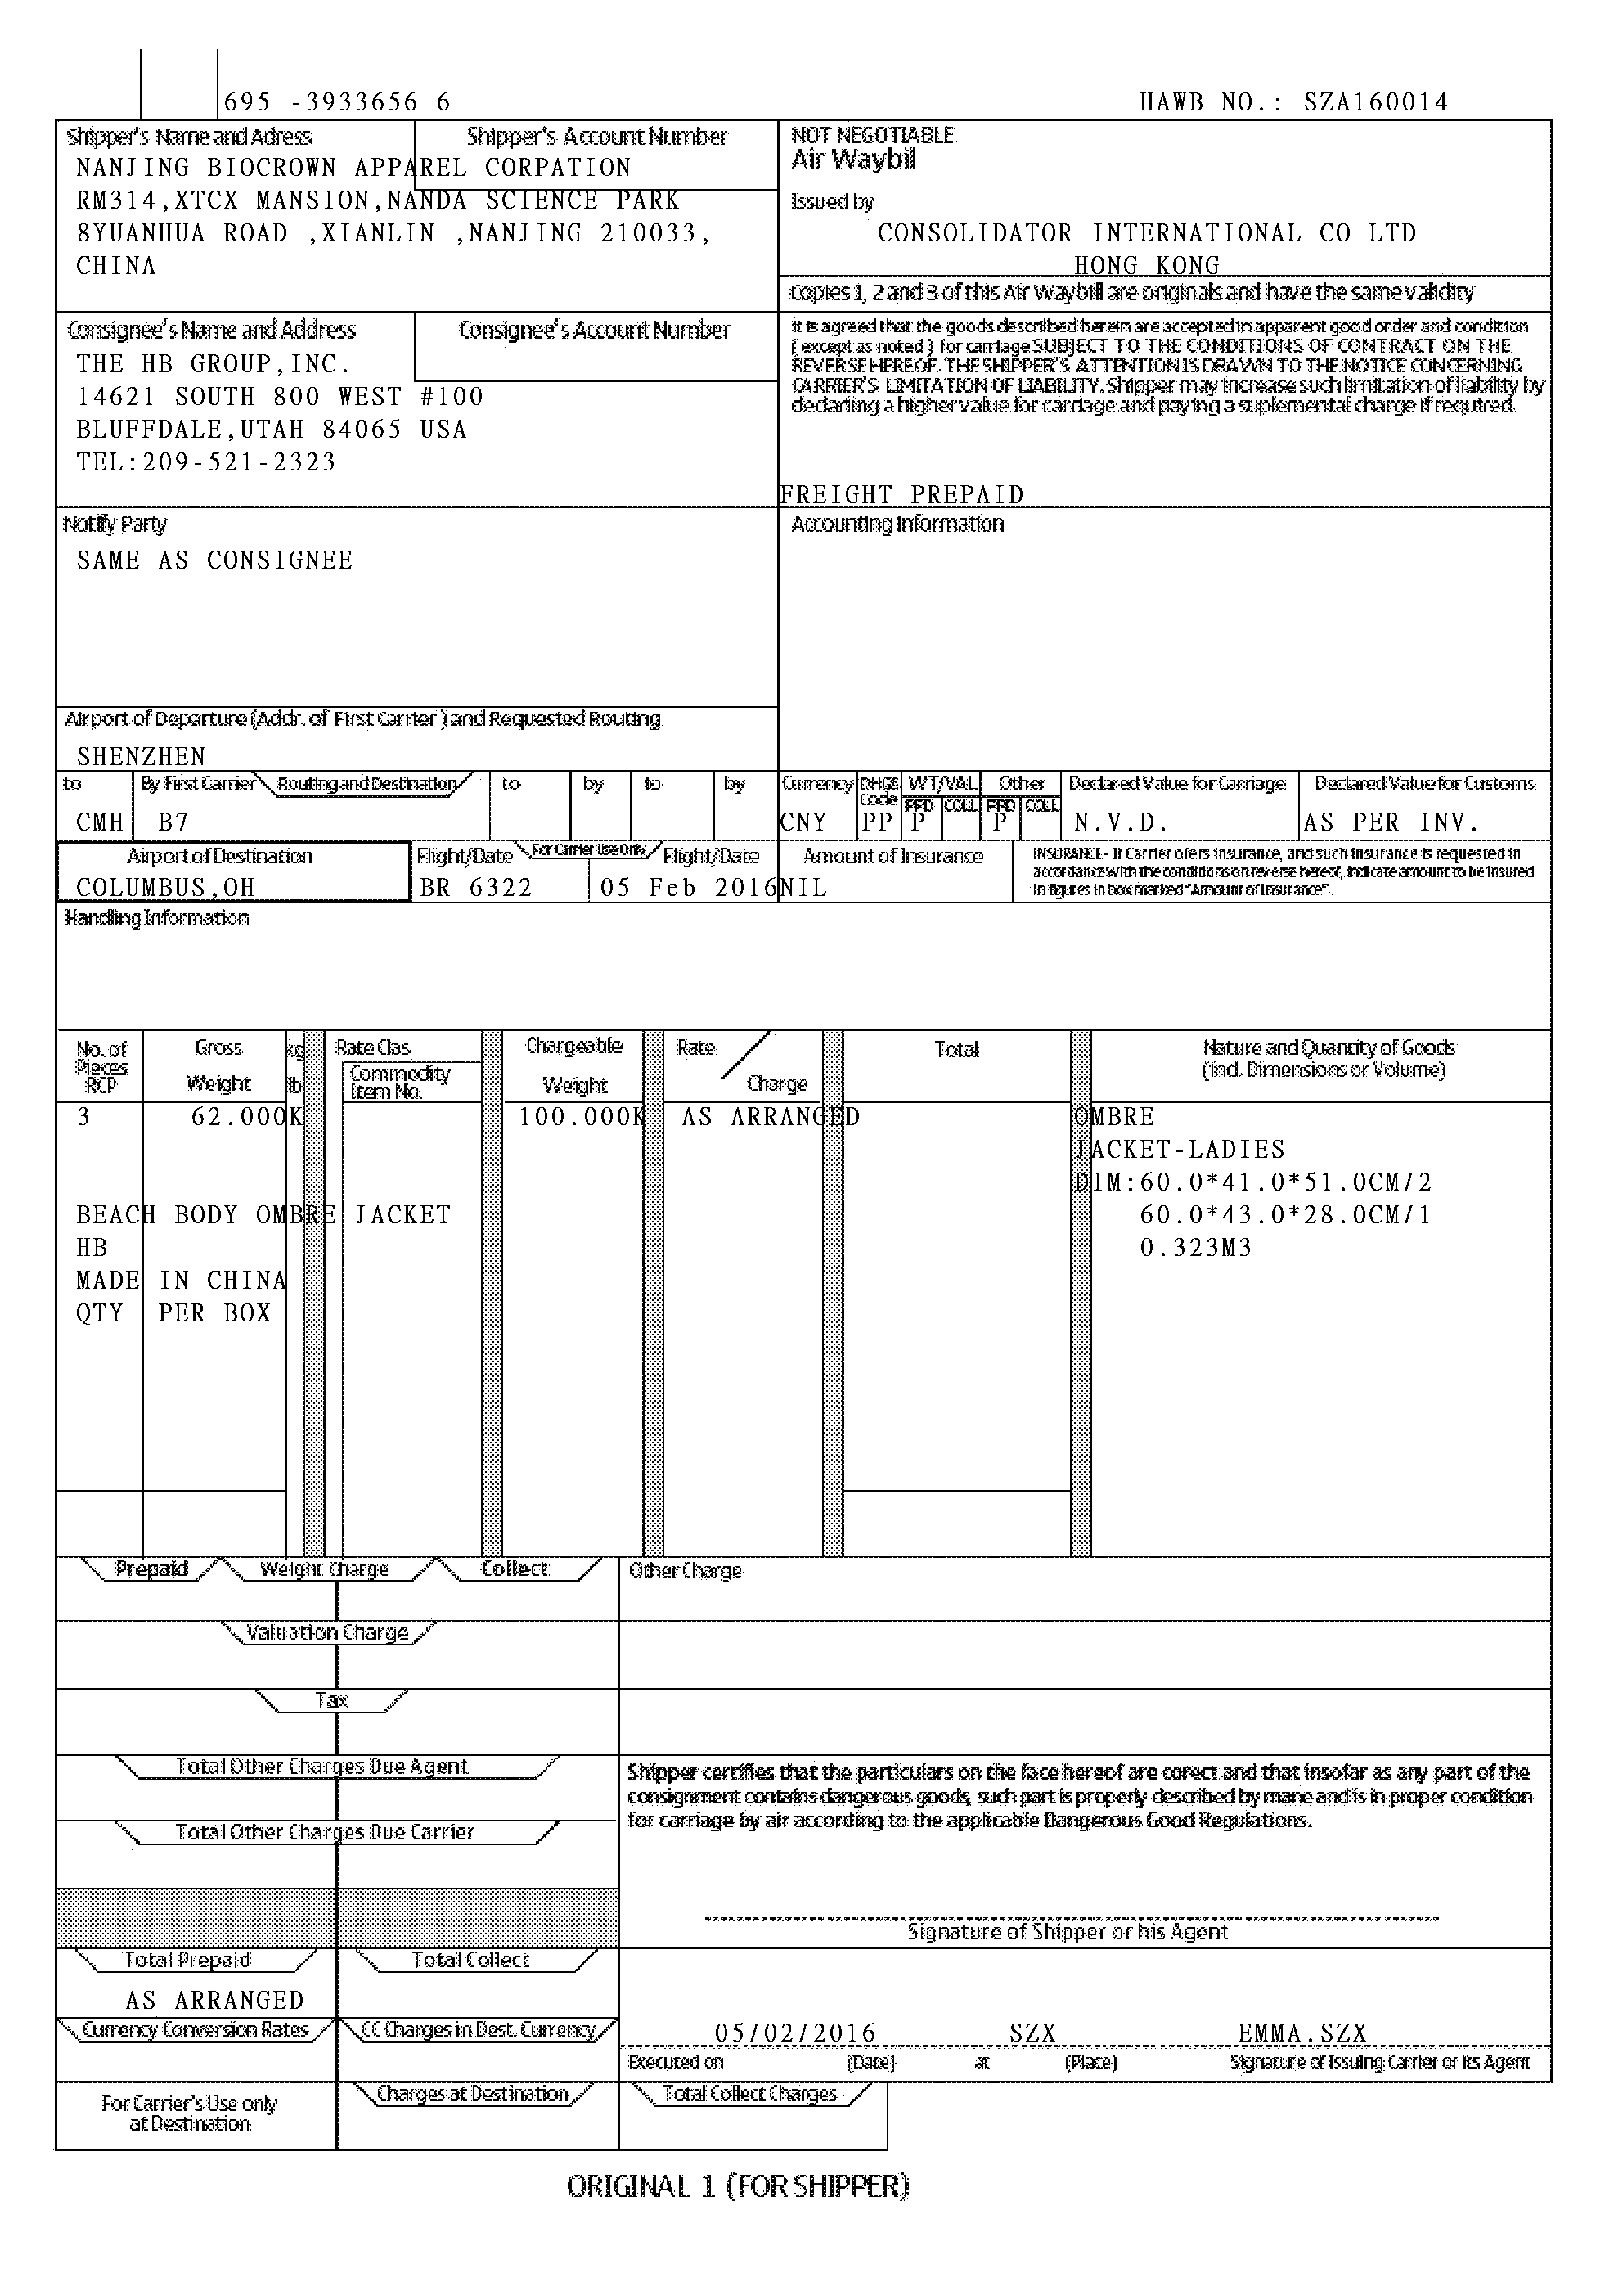 695 -3933656 6
HAWB NO.: SZA160014
Shipper's Name and Adress
Shipper's Account Number
NANJING BIOCROWN APPAREL CORPATION
RM314,XTCX MANSION,NANDA SCIENCE PARK
8YUANHUA ROAD ,XIANLIN ,NANJING 210033,
CHINA
NOT NEGOTIABLE
Air Waybil
Issued by
CONSOLIDATOR INTERNATIONAL CO LTD
HONG KONG
Copies 1, 2 and 3 of this Air Waybill are originals and have the same validity
Consignee's Name and Address
Consignee's Account Number
THE HB GROUP,INC.
14621 SOUTH 800 WEST #100
BLUFFDALE,UTAH 84065 USA
TEL:209-521-2323
It is agreed that the goods described herein are accepted in apparent good order and condition
( except as noted ) for carriage SUBJECT TO THE CONDITIONS OF CONTRACT ON THE
REVERSE HEREOF. THE SHIPPER'S ATTENTION IS DRAWN TO THE NOTICE CONCERNING
CARRIER'S LIMITATION OF LIABILITY. Shipper may increase such limitation of liability by
declaring a higher value for carriage and paying a suplemental charge if required.
FREIGHT PREPAID
Notify Party
SAME AS CONSIGNEE
Accounting Information
Airport of Departure (Addr. of First Carrier ) and Requested Routing
SHENZHEN
to
By First Carrier
Routing and Destination
to
by
to
by
CMH
B7
Currency
CHGS
Code
WT/VAL
Other
PPD
COLL
PPD
COLL
Declared Value for Carriage
Declared Value for Customs
CNY
PP
P
P
N.V.D.
AS PER INV.
Airport of Destination
Flight/Date
For Carrier Use Only
Flight/Date
COLUMBUS,OH
BR 6322
05 Feb 2016
Amount of Insurance
NIL
INSURANCE - If Carrier ofers insurance, and such insurance is requested in
accordance with the conditions on reverse hereof, indicate amount to be insured
in figures in box marked "Amount of Insurance".
Handling Information
No. of
Pieces
RCP
Gross
Weight
kg
lb
Rate Clas
Commodity
Item No.
Chargeable
Weight
Rate
Charge
Total
Nature and Quantity of Goods
(incl. Dimensions or Volume)
3
62.000K
100.000K
AS ARRANGED
OMBRE
JACKET-LADIES
DIM:60.0*41.0*51.0CM/2
60.0*43.0*28.0CM/1
0.323M3
BEACH BODY OMBRE JACKET
HB
MADE IN CHINA
QTY PER BOX
Prepaid
Weight Charge
Collect
Other Charge
Valuation Charge
Tax
Total Other Charges Due Agent
Total Other Charges Due Carrier
Shipper certifies that the particulars on the face hereof are corect and that insofar as any part of the
consignment contains dangerous goods, such part is properly described by mane and is in proper condition
for carriage by air according to the applicable Dangerous Good Regulations.
Signature of Shipper or his Agent
Total Prepaid
Total Collect
AS ARRANGED
Currency Conversion Rates
CC Charges in Dest. Currency
05/02/2016
SZX
EMMA.SZX
Executed on
(Date)
at
(Place)
Signature of Issuing Carrier or its Agent
For Carrier's Use only
at Destination
Charges at Destination
Total Collect Charges
ORIGINAL 1 (FOR SHIPPER)